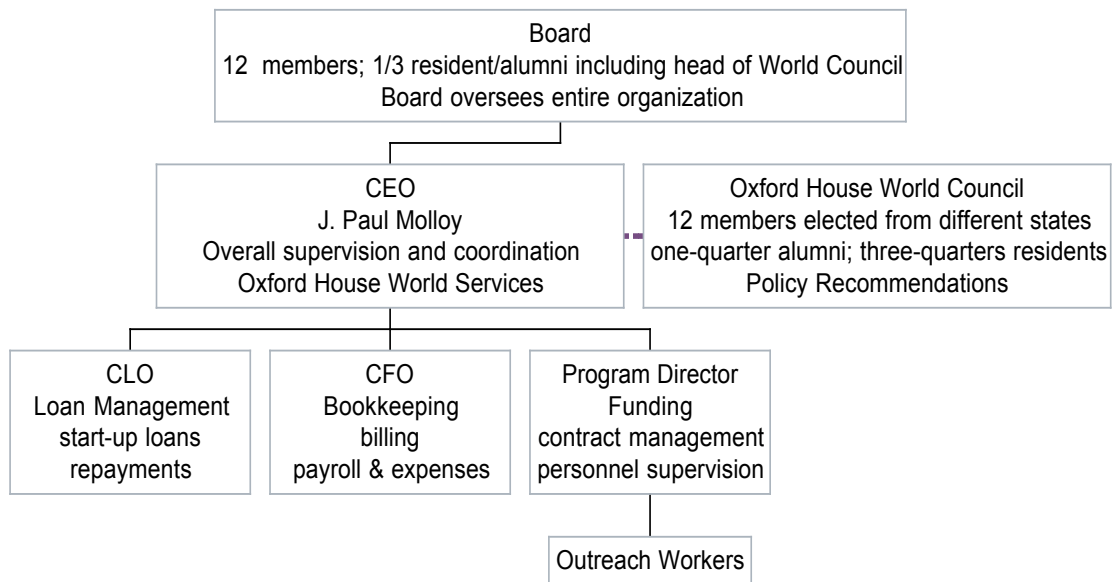 Board
12 members; 1/3 resident/alumni including head of World Council
Board oversees entire organization
CEO
J. Paul Molloy
Overall supervision and coordination
Oxford House World Services
Oxford House World Council
12 members elected from different states
one-quarter alumni; three-quarters residents
Policy Recommendations
CLO
Loan Management
start-up loans
repayments
CFO
Bookkeeping
billing
payroll & expenses
Program Director
Funding
contract management
personnel supervision
Outreach Workers